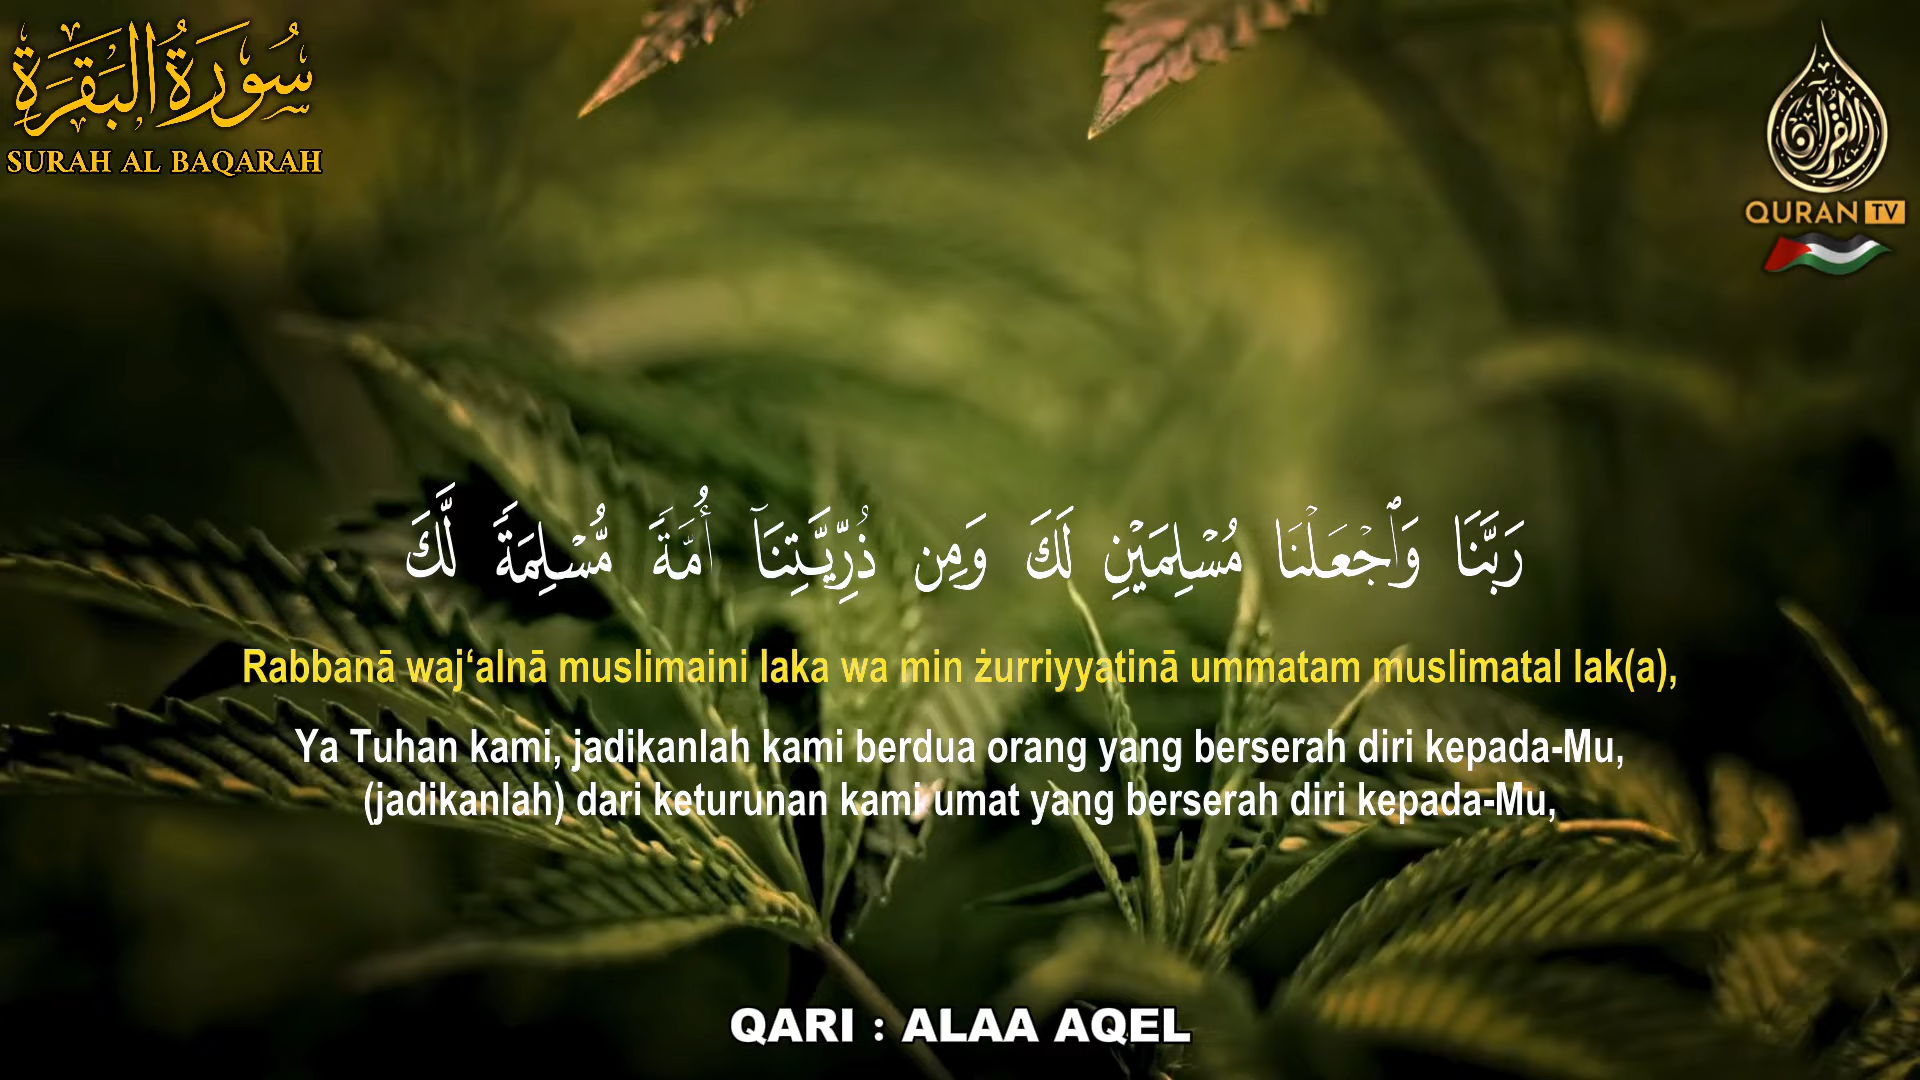 سُورَةُ الْبَقَرَةِ
SURAH AL BAQARAH
القرآن
QURAN TV
رَبَّنَا وَٱجْعَلْنَا مُسْلِمَيْنِ لَكَ وَمِن ذُرِّيَّتِنَآ أُمَّةً مُّسْلِمَةً لَّكَ
Rabbanā waj‘alnā muslimaini laka wa min żurriyyatinā ummatam muslimatal lak(a),
Ya Tuhan kami, jadikanlah kami berdua orang yang berserah diri kepada-Mu,
(jadikanlah) dari keturunan kami umat yang berserah diri kepada-Mu,
QARI : ALAA AQEL